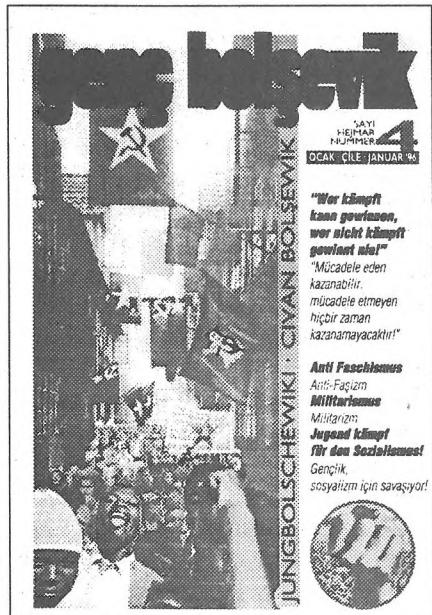 genç bolşevik
SAYI
HEJMAR
NUMMER 4
OCAK · ÇİLE · JANUAR '96
JUNGBOLSCHEWIKI · CIVAN BOLŞEWİK
"Wer kämpft
kann gewinnen,
wer nicht kämpft
gewinnt nie!"
"Mücadele eden
kazanabilir,
mücadele etmeyen
hiçbir zaman
kazanamayacaktır!"
Anti Faschismus
Anti-Faşizm
Militarismus
Militarizm
Jugend kämpf
für den Sozialismus!
Gençlik,
sosyalizm için savaşıyor!